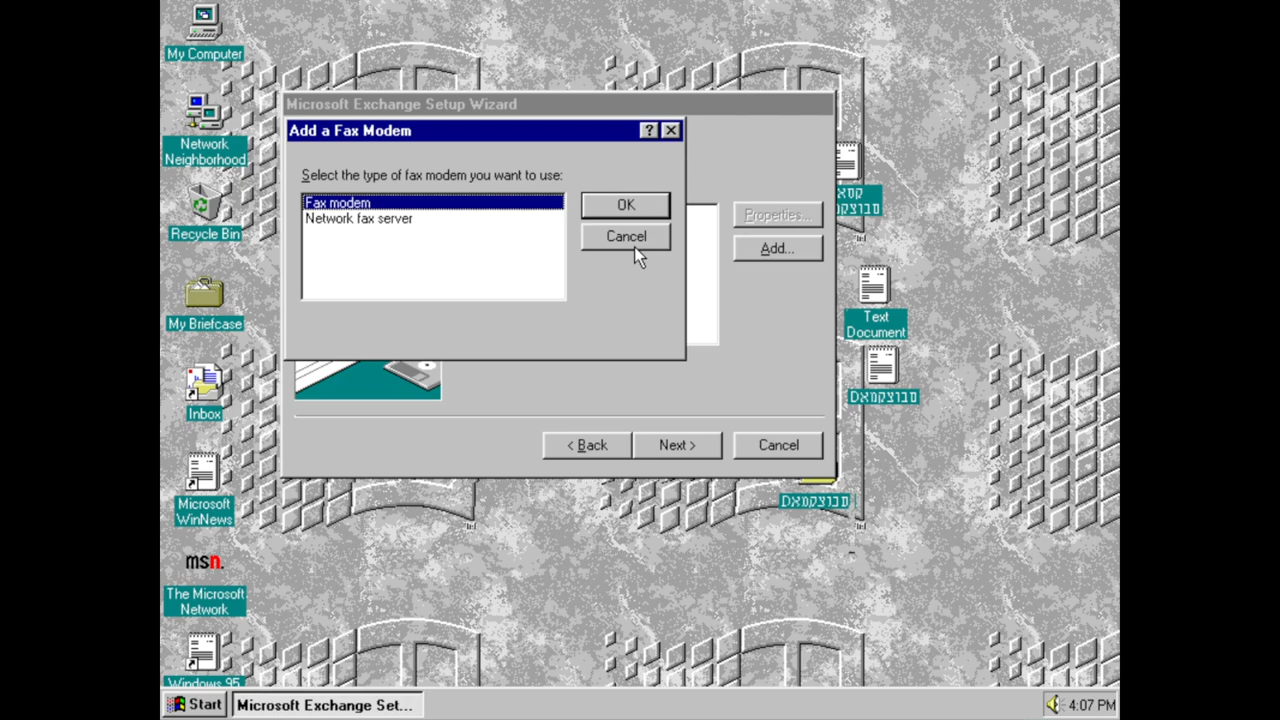 My Computer
Network
Neighborhood
Recycle Bin
My Briefcase
Inbox
Microsoft
WinNews
msn.
The Microsoft
Network
Windows 95
Microsoft Exchange Setup Wizard
Add a Fax Modem
Select the type of fax modem you want to use:
Fax modem
Network fax server
OK
Cancel
Properties...
Add...
< Back
Next >
Cancel
Text
Document
Start
Microsoft Exchange Set...
4:07 PM